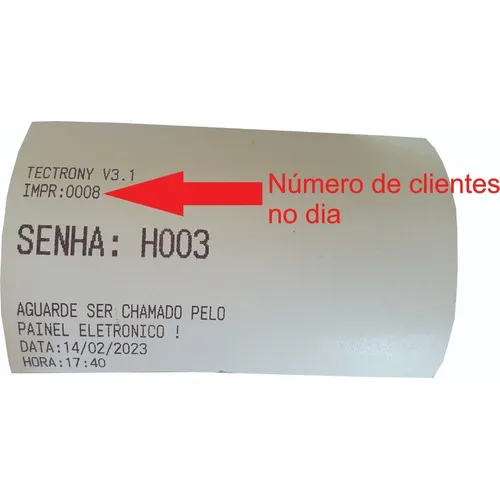 TECTRONY V3.1
IMPR:0008
Número de clientes
no dia
SENHA: H003
AGUARDE SER CHAMADO PELO
PAINEL ELETRONICO !
DATA:14/02/2023
HORA:17:40